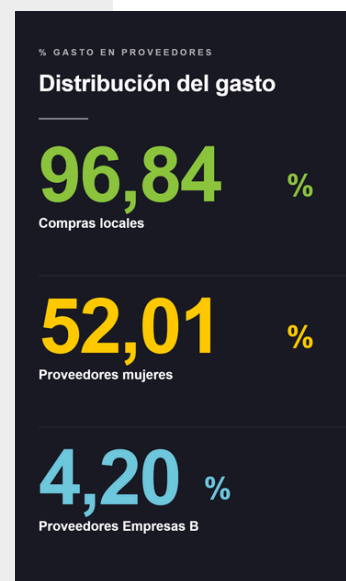 % GASTO EN PROVEEDORES
Distribución del gasto
96,84 %
Compras locales
52,01 %
Proveedores mujeres
4,20 %
Proveedores Empresas B